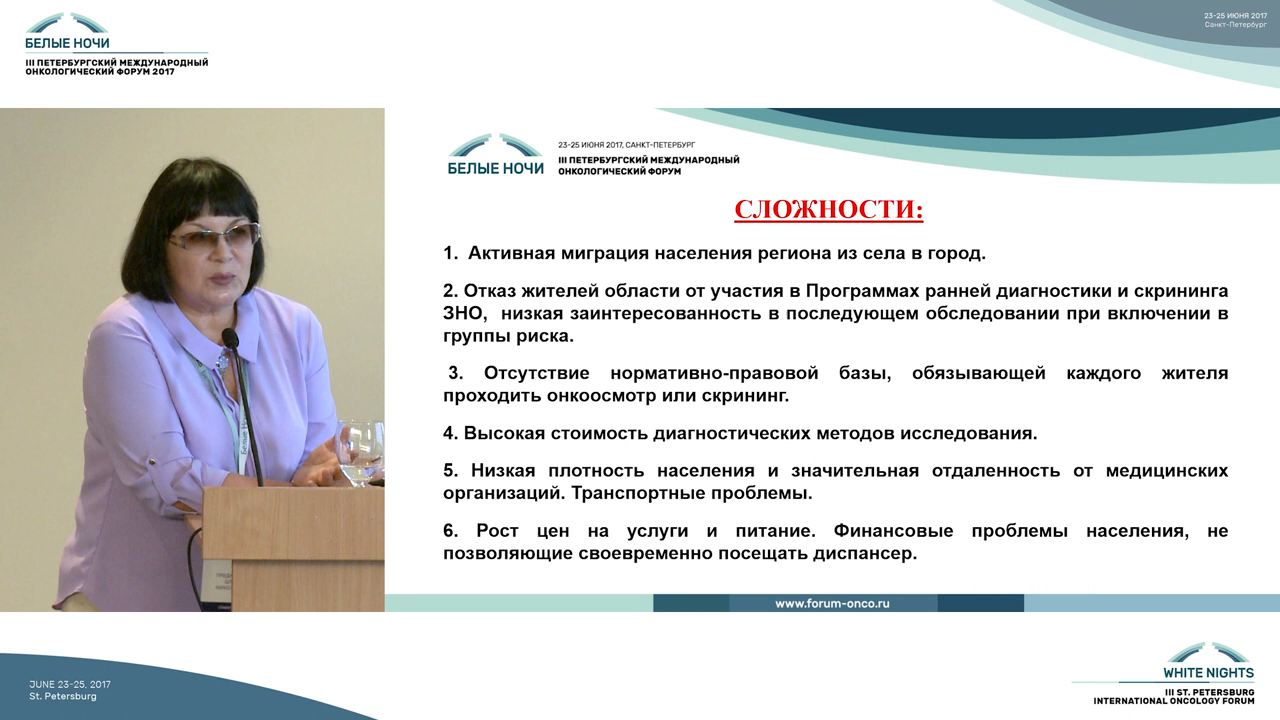 БЕЛЫЕ НОЧИ
III ПЕТЕРБУРГСКИЙ МЕЖДУНАРОДНЫЙ
ОНКОЛОГИЧЕСКИЙ ФОРУМ 2017
23-25 ИЮНЯ 2017
Санкт-Петербург
23-25 ИЮНЯ 2017, САНКТ-ПЕТЕРБУРГ
БЕЛЫЕ НОЧИ
III ПЕТЕРБУРГСКИЙ МЕЖДУНАРОДНЫЙ
ОНКОЛОГИЧЕСКИЙ ФОРУМ
СЛОЖНОСТИ:
1. Активная миграция населения региона из села в город.
2. Отказ жителей области от участия в Программах ранней диагностики и скрининга
ЗНО, низкая заинтересованность в последующем обследовании при включении в
группы риска.
3. Отсутствие нормативно-правовой базы, обязывающей каждого жителя
проходить онкоосмотр или скрининг.
4. Высокая стоимость диагностических методов исследования.
5. Низкая плотность населения и значительная отдаленность от медицинских
организаций. Транспортные проблемы.
6. Рост цен на услуги и питание. Финансовые проблемы населения, не
позволяющие своевременно посещать диспансер.
www.forum-onco.ru
JUNE 23-25, 2017
St. Petersburg
WHITE NIGHTS
III ST. PETERSBURG
INTERNATIONAL ONCOLOGY FORUM